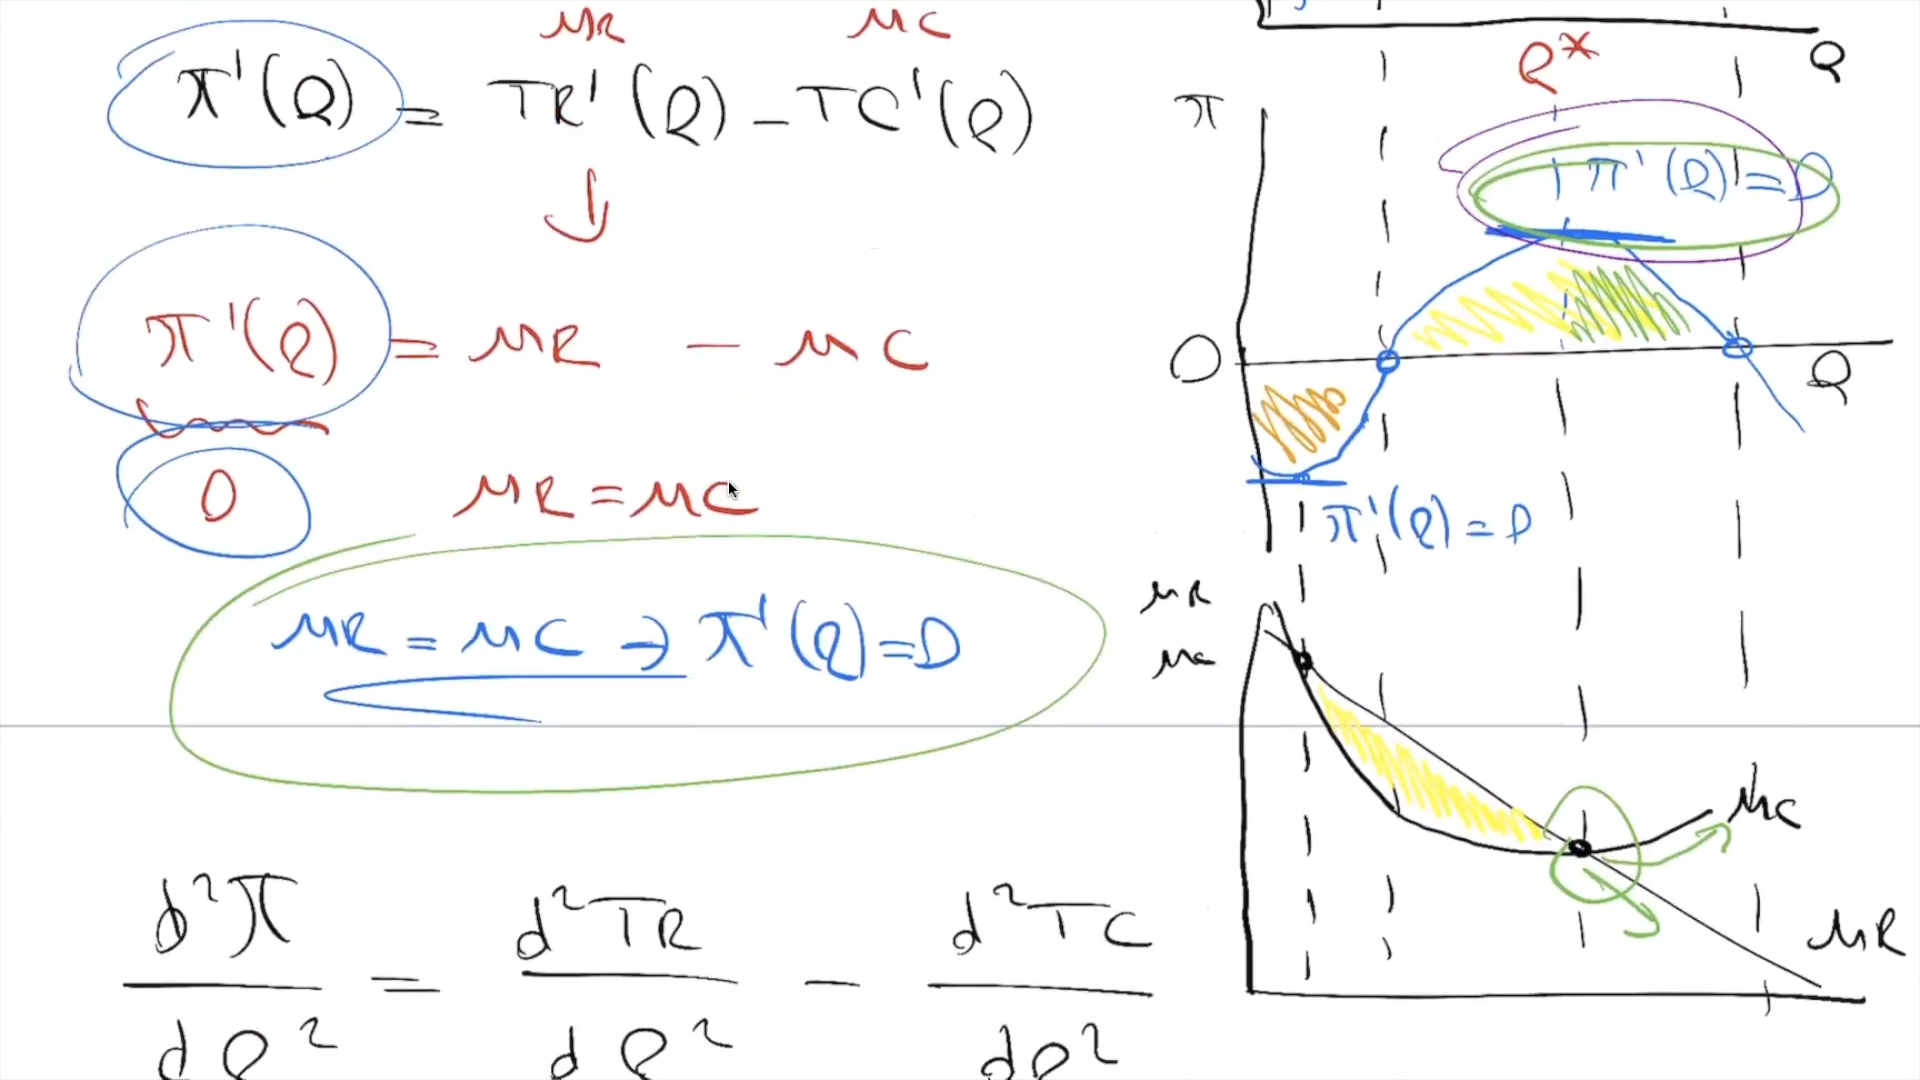 MR MC
π'(Q) = TR'(Q) - TC'(Q)
π'(Q) = MR - MC
0 MR = MC
MR = MC → π'(Q) = 0
d²π / dQ² = d²TR / dQ² - d²TC / dQ²
Q
Q*
π
π'(Q) = 0
0
Q
π'(Q) = 0
MR
MC
MC
MR